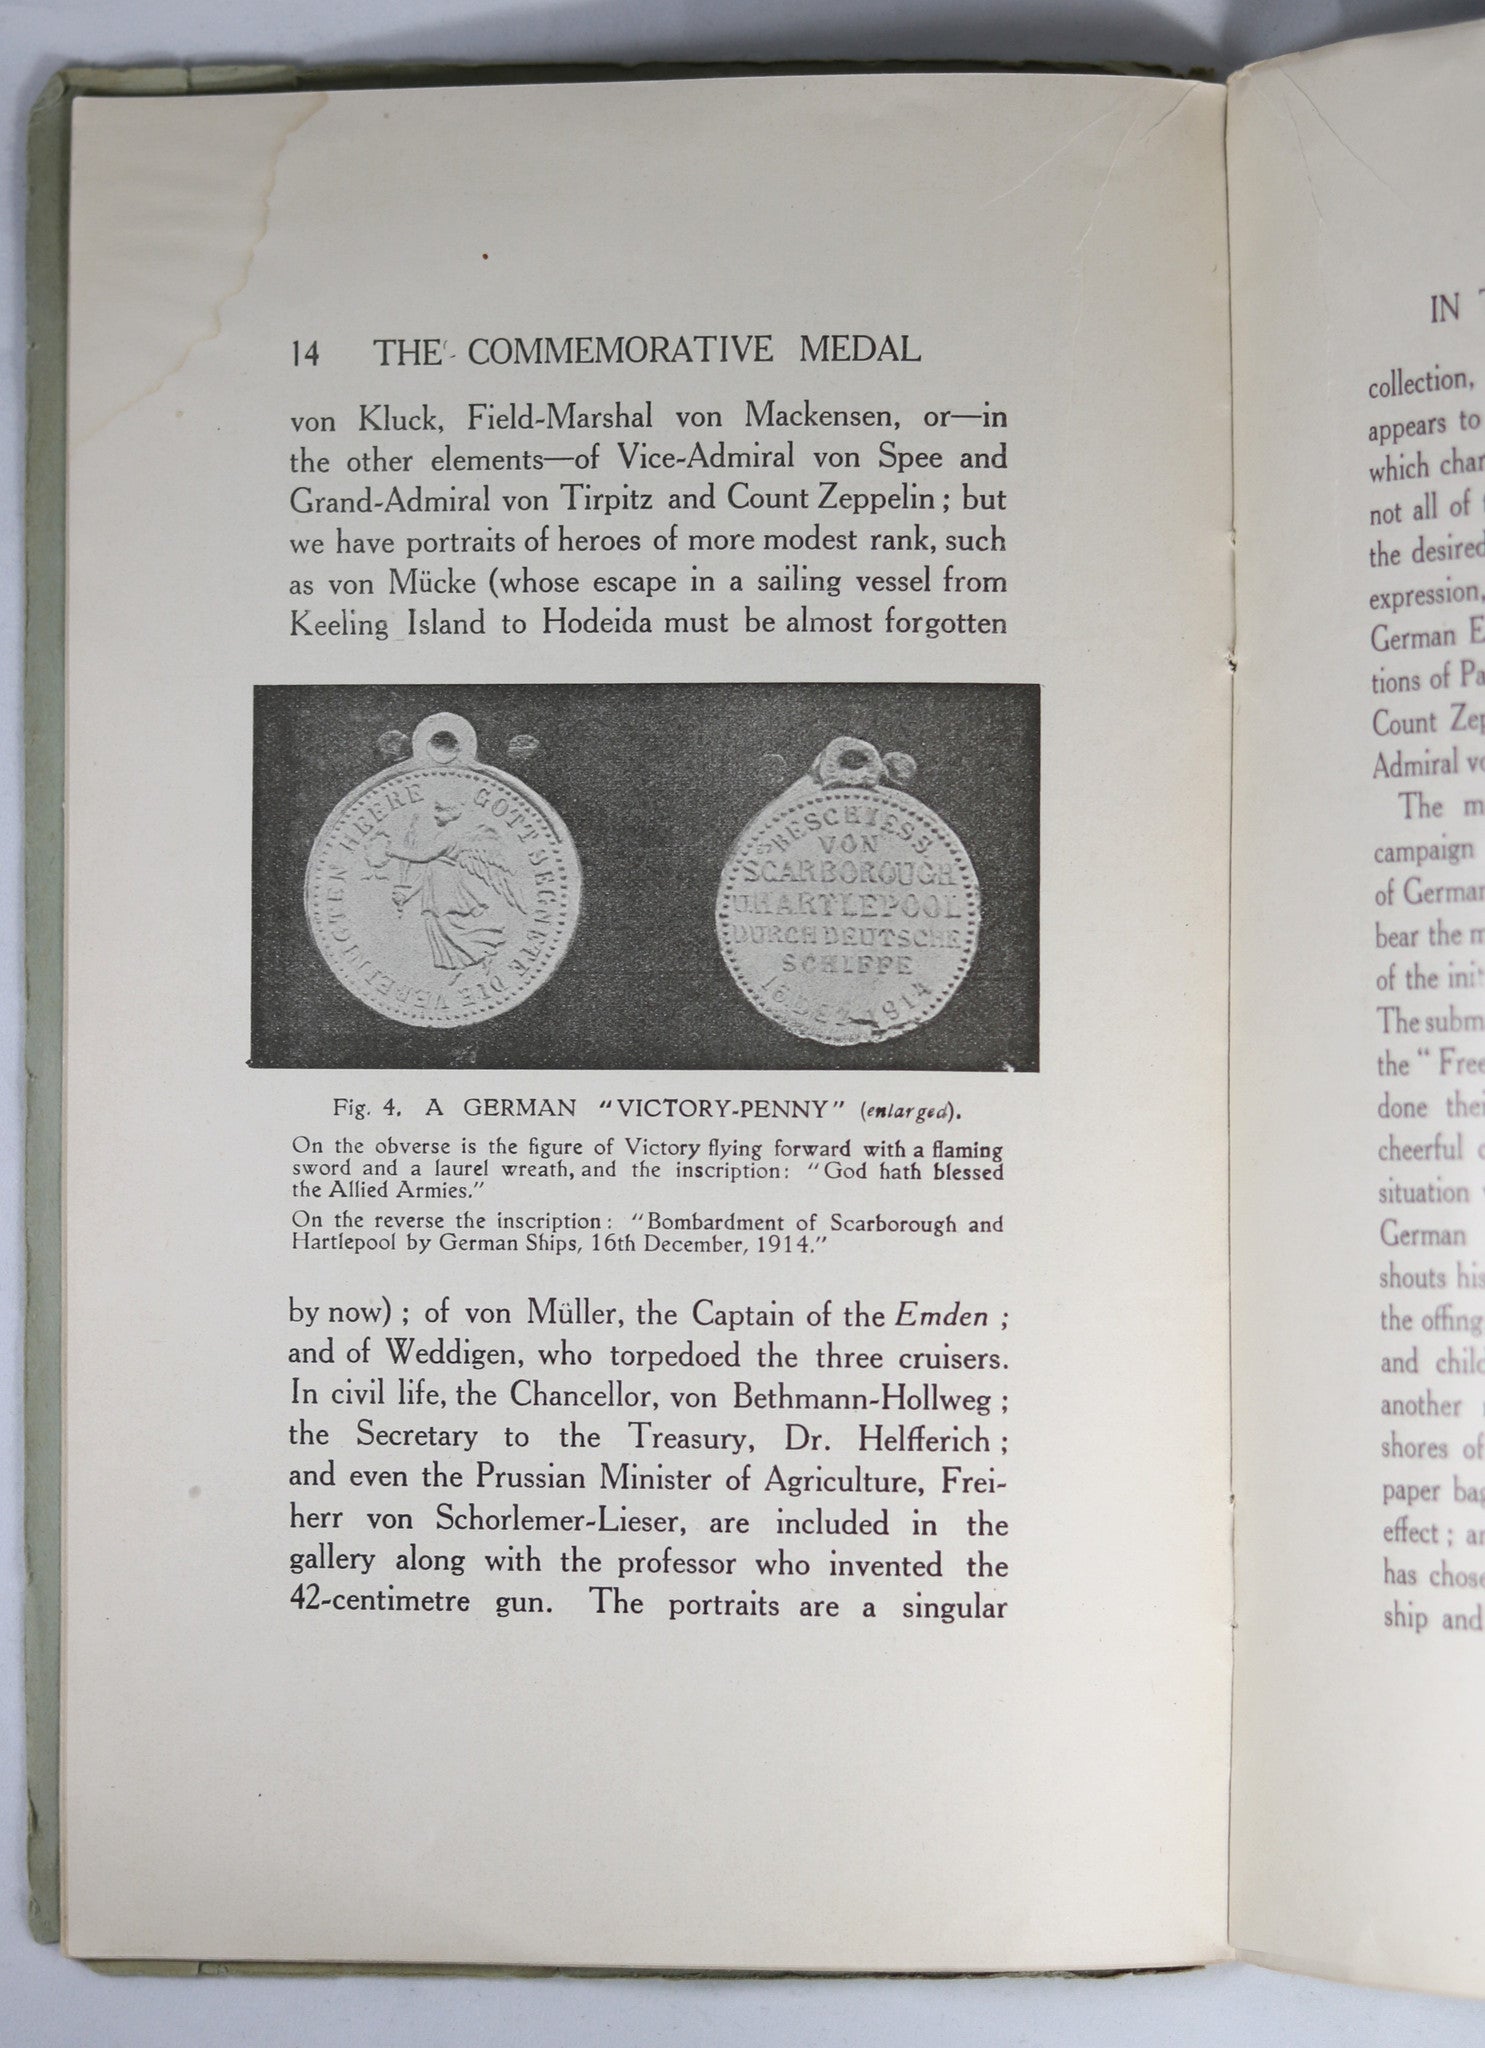 14 THE COMMEMORATIVE MEDAL
von Kluck, Field-Marshal von Mackensen, or—in
the other elements—of Vice-Admiral von Spee and
Grand-Admiral von Tirpitz and Count Zeppelin ; but
we have portraits of heroes of more modest rank, such
as von Mücke (whose escape in a sailing vessel from
Keeling Island to Hodeida must be almost forgotten
GOTT SEGNETE DIE VEREINIGTEN HEERE
BESCHIESS.
VON
SCARBOROUGH
U.HARTLEPOOL
DURCH DEUTSCHE
SCHIFFE
16 DEZ. 1914
Fig. 4. A GERMAN "VICTORY-PENNY" (enlarged).
On the obverse is the figure of Victory flying forward with a flaming
sword and a laurel wreath, and the inscription: "God hath blessed
the Allied Armies."
On the reverse the inscription: "Bombardment of Scarborough and
Hartlepool by German Ships, 16th December, 1914."
by now) ; of von Müller, the Captain of the Emden ;
and of Weddigen, who torpedoed the three cruisers.
In civil life, the Chancellor, von Bethmann-Hollweg ;
the Secretary to the Treasury, Dr. Helfferich ;
and even the Prussian Minister of Agriculture, Frei-
herr von Schorlemer-Lieser, are included in the
gallery along with the professor who invented the
42-centimetre gun. The portraits are a singular
IN
collection,
appears to
which
not all of
the desired
expression,
German
tions of
Count
Admiral
The
campaign
of
bear the
of the
The
the "
done
cheerful
situation
German
shouts his
the offing
and
another
shores of
paper
effect ;
has
ship and